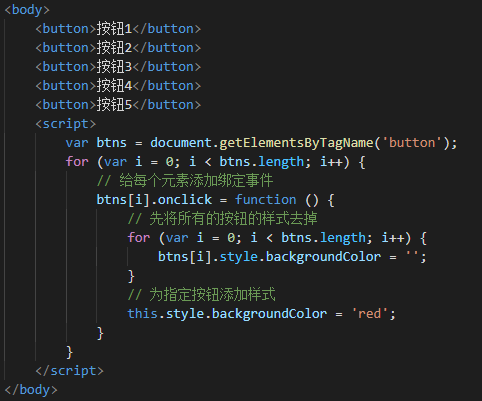 <body>
    <button>按钮1</button>
    <button>按钮2</button>
    <button>按钮3</button>
    <button>按钮4</button>
    <button>按钮5</button>
    <script>
        var btns = document.getElementsByTagName('button');
        for (var i = 0; i < btns.length; i++) {
            // 给每个元素添加绑定事件
            btns[i].onclick = function () {
                // 先将所有的按钮的样式去掉
                for (var i = 0; i < btns.length; i++) {
                    btns[i].style.backgroundColor = '';
                }
                // 为指定按钮添加样式
                this.style.backgroundColor = 'red';
            }
        }
    </script>
</body>